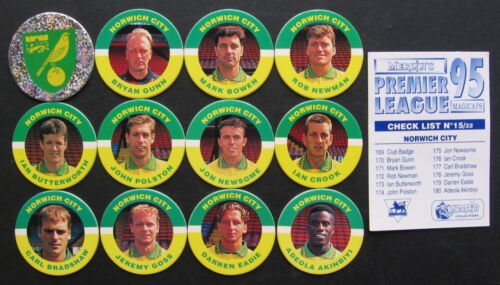 NORWICH CITY
BRYAN GUNN
NORWICH CITY
MARK BOWEN
NORWICH CITY
ROB NEWMAN
NORWICH CITY
IAN BUTTERWORTH
NORWICH CITY
JOHN POLSTON
NORWICH CITY
JON NEWSOME
NORWICH CITY
IAN CROOK
NORWICH CITY
CARL BRADSHAW
NORWICH CITY
JEREMY GOSS
NORWICH CITY
DARREN EADIE
NORWICH CITY
ADEOLA AKINBIYI
MERLIN'S
PREMIER
LEAGUE
95
MAGICAPS
CHECK LIST Nº15/22
NORWICH CITY
169 Club Badge
170 Bryan Gunn
171 Mark Bowen
172 Rob Newman
173 Ian Butterworth
174 John Polston
175 Jon Newsome
176 Ian Crook
177 Carl Bradshaw
178 Jeremy Goss
179 Darren Eadie
180 Adeola Akinbiyi
MERLIN
COLLECTIONS